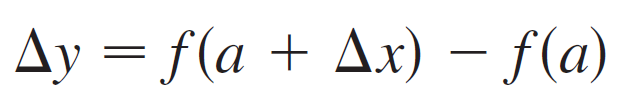 Δy = f(a + Δx) − f(a)